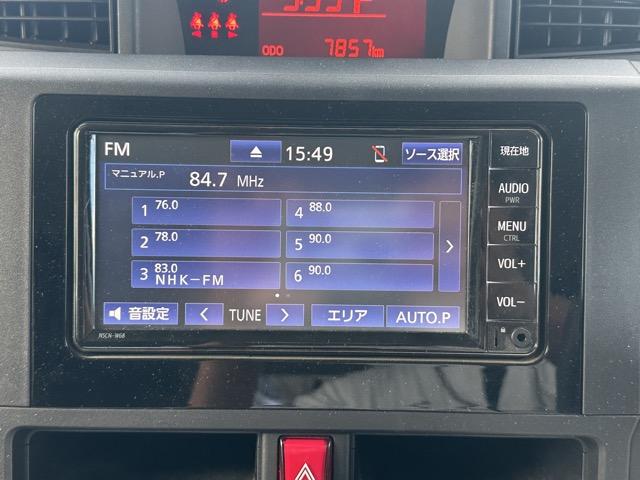 ODO 7857km
FM 15:49 ソース選択
現在地
マニュアル.P 84.7 MHz
AUDIO
PWR
1 76.0 4 88.0
MENU
CTRL
2 78.0 5 90.0
VOL+
3 83.0 NHK-FM 6 90.0
VOL-
音設定 TUNE エリア AUTO.P
NSCN-W68